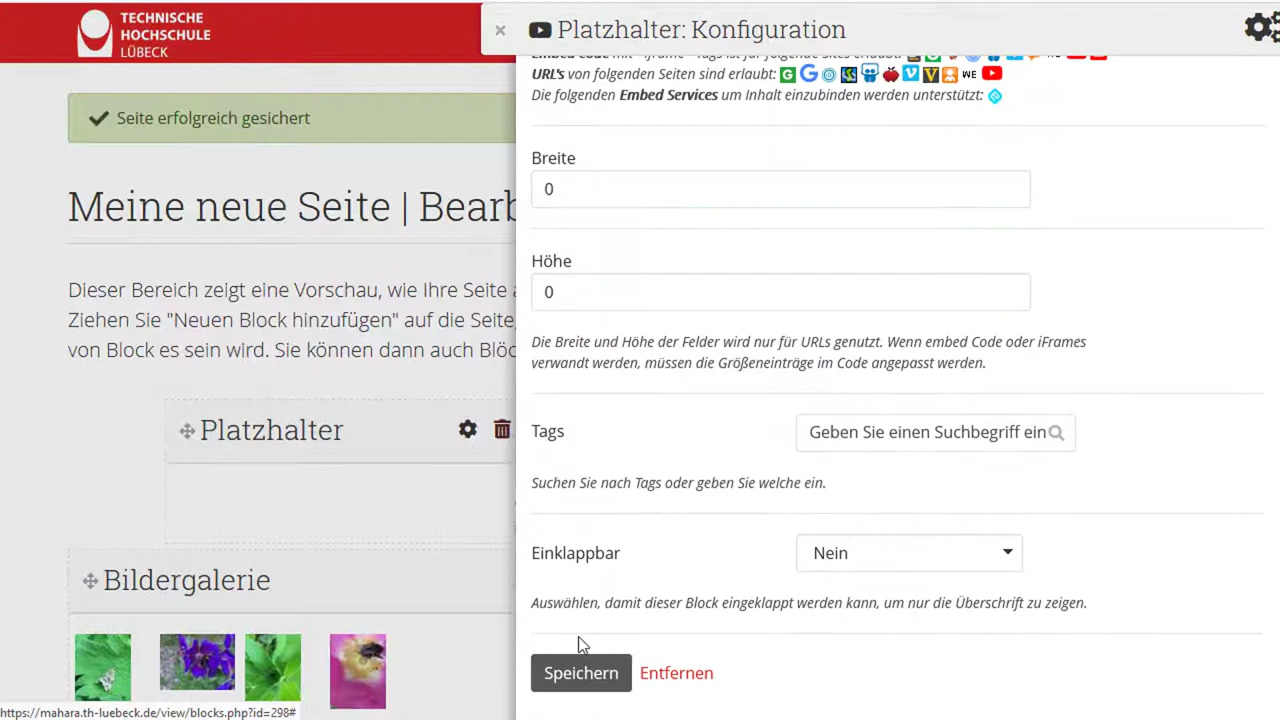 TECHNISCHE
HOCHSCHULE
LÜBECK
Platzhalter: Konfiguration
URLs von folgenden Seiten sind erlaubt:
Die folgenden Embed Services um Inhalt einzubinden werden unterstützt:
Seite erfolgreich gesichert
Breite
0
Meine neue Seite | Bearb
Höhe
0
Dieser Bereich zeigt eine Vorschau, wie Ihre Seite
Ziehen Sie "Neuen Block hinzufügen" auf die Seite,
von Block es sein wird. Sie können dann auch Blöc
Die Breite und Höhe der Felder wird nur für URLs genutzt. Wenn embed Code oder iFrames
verwandt werden, müssen die Größeneinträge im Code angepasst werden.
Platzhalter
Tags
Geben Sie einen Suchbegriff ein
Suchen Sie nach Tags oder geben Sie welche ein.
Einklappbar
Nein
Bildergalerie
Auswählen, damit dieser Block eingeklappt werden kann, um nur die Überschrift zu zeigen.
Speichern
Entfernen
https://mahara.th-luebeck.de/view/blocks.php?id=298#